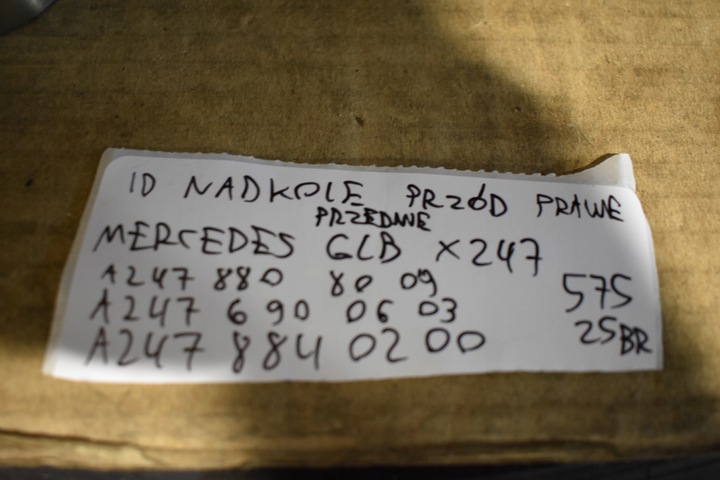 ID NADKOLE PRZÓD PRAWE
PRZEDNIE
MERCEDES GLB X247
A247 880 80 09
A247 690 06 03
A247 884 02 00
575
25BR